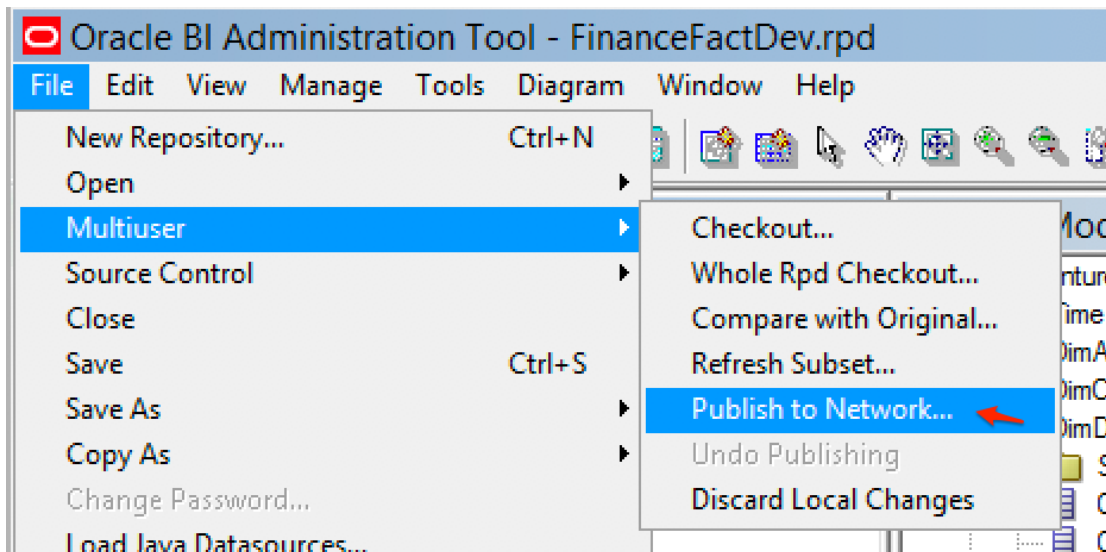 Oracle BI Administration Tool - FinanceFactDev.rpd
File Edit View Manage Tools Diagram Window Help
New Repository... Ctrl+N
Open
Multiuser
Source Control
Close
Save Ctrl+S
Save As
Copy As
Change Password...
Load Java Datasources...
Checkout...
Whole Rpd Checkout...
Compare with Original...
Refresh Subset...
Publish to Network...
Undo Publishing
Discard Local Changes